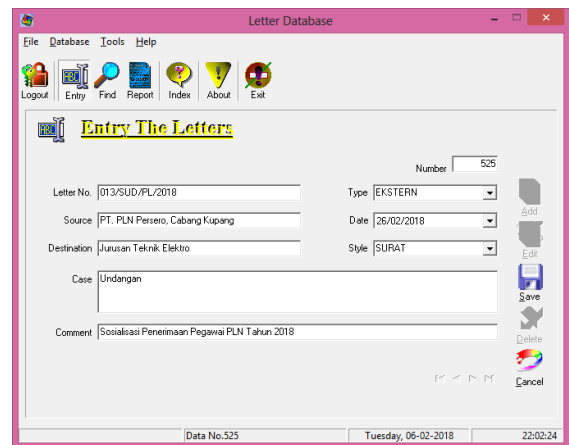 Letter Database
File Database Tools Help
Logout Entry Find Report Index About Exit
Entry The Letters
Number 525
Letter No. 013/SUD/PL/2018 Type EKSTERN
Add
Source PT. PLN Persero, Cabang Kupang Date 26/02/2018
Destination Jurusan Teknik Elektro Style SURAT
Edit
Case Undangan
Save
Comment Sosialisasi Penerimaan Pegawai PLN Tahun 2018
Delete
Cancel
Data No.525 Tuesday, 06-02-2018 22:02:24